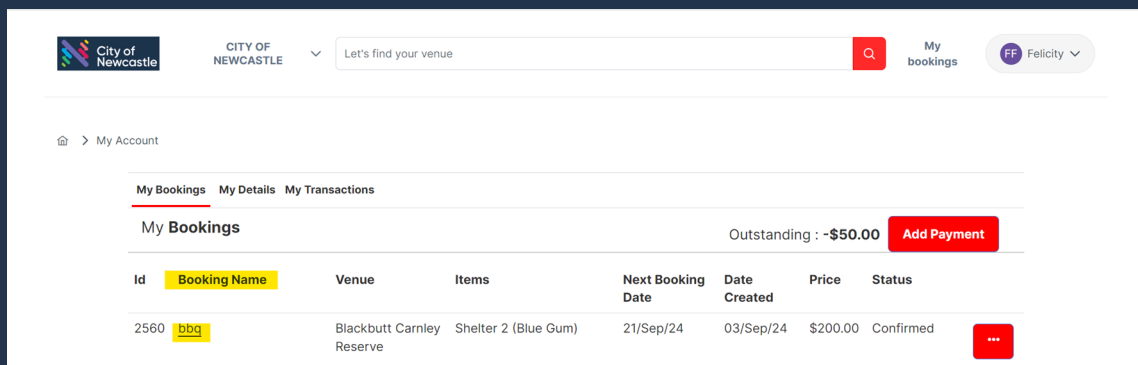 City of
Newcastle
CITY OF
NEWCASTLE
Let's find your venue
My
bookings
FF Felicity
My Account
My Bookings My Details My Transactions
My Bookings
Outstanding : -$50.00 Add Payment
Id Booking Name Venue Items Next Booking Date Date Created Price Status
2560 bbq Blackbutt Carnley Reserve Shelter 2 (Blue Gum) 21/Sep/24 03/Sep/24 $200.00 Confirmed ...